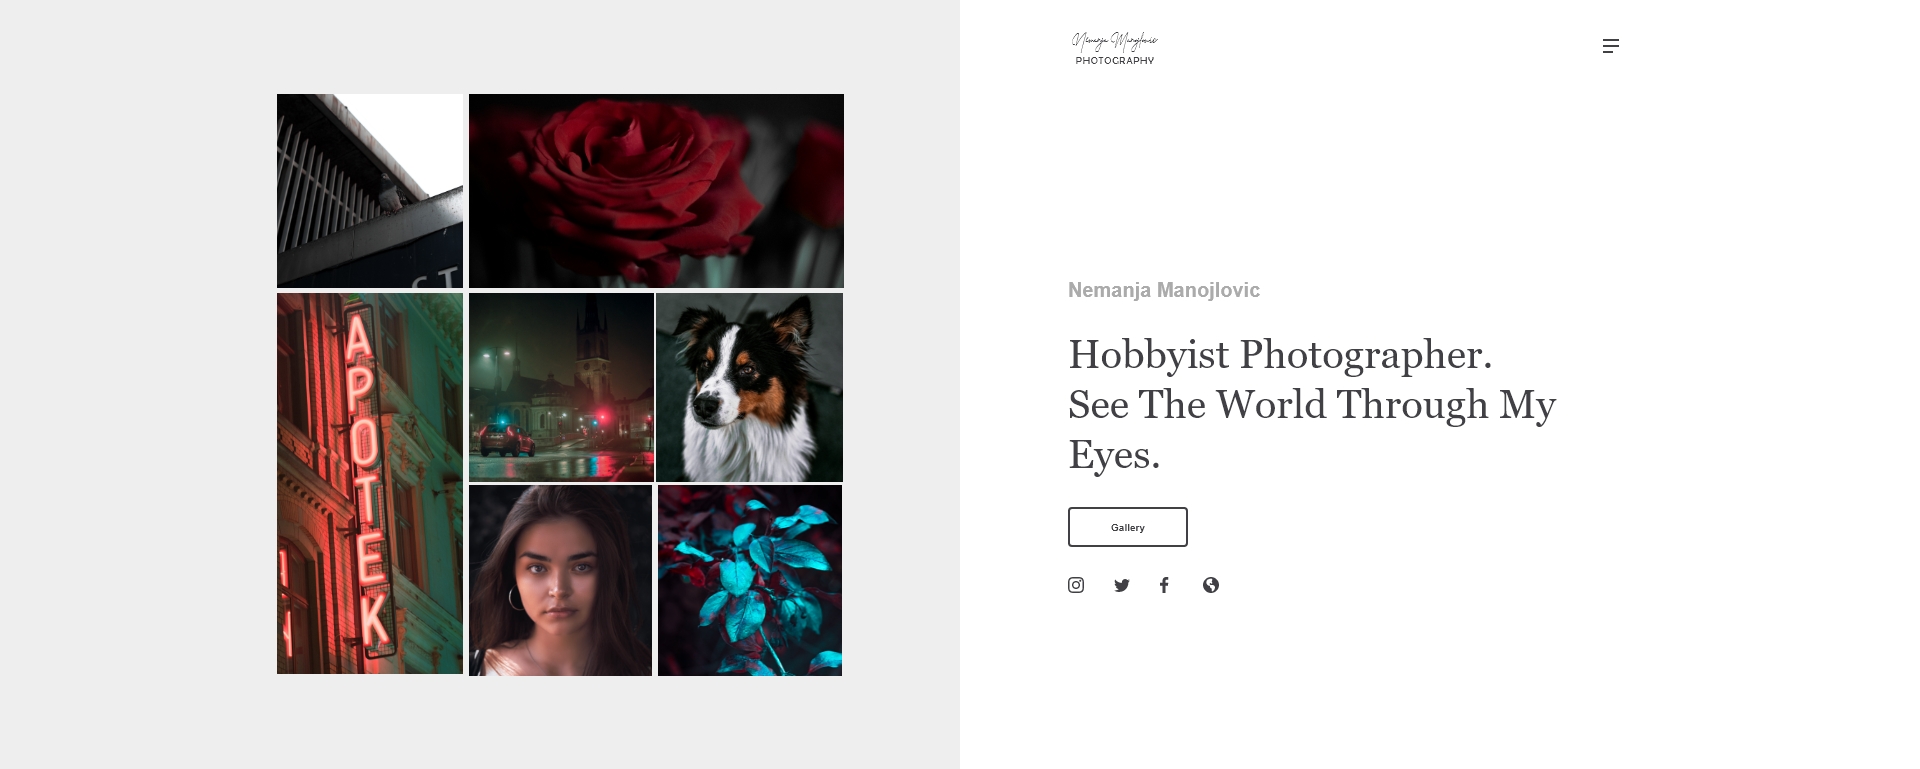 Nemanja Manojlovic
PHOTOGRAPHY
ST
APOTEK
Nemanja Manojlovic
Hobbyist Photographer.
See The World Through My
Eyes.
Gallery